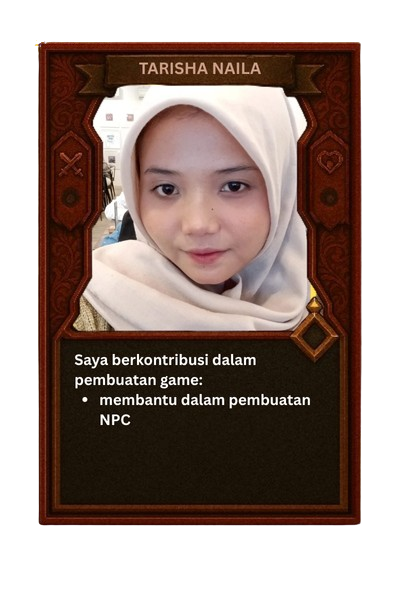 TARISHA NAILA
Saya berkontribusi dalam
pembuatan game:
• membantu dalam pembuatan
NPC